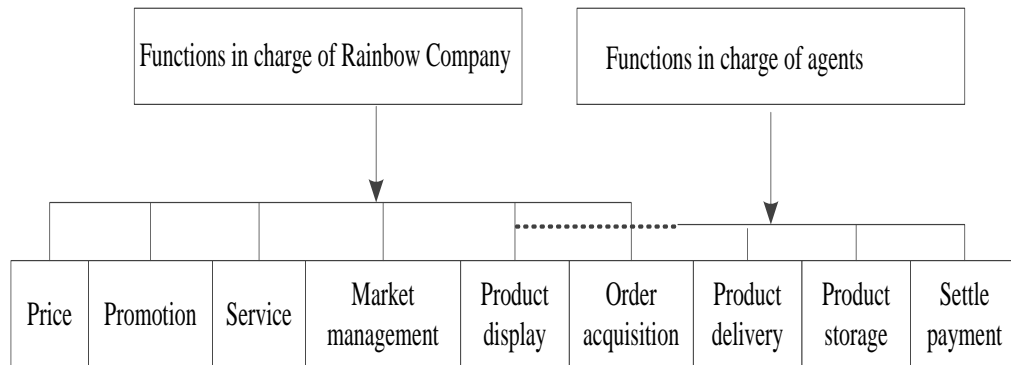 Functions in charge of Rainbow Company
Functions in charge of agents
Price
Promotion
Service
Market
management
Product
display
Order
acquisition
Product
delivery
Product
storage
Settle
payment